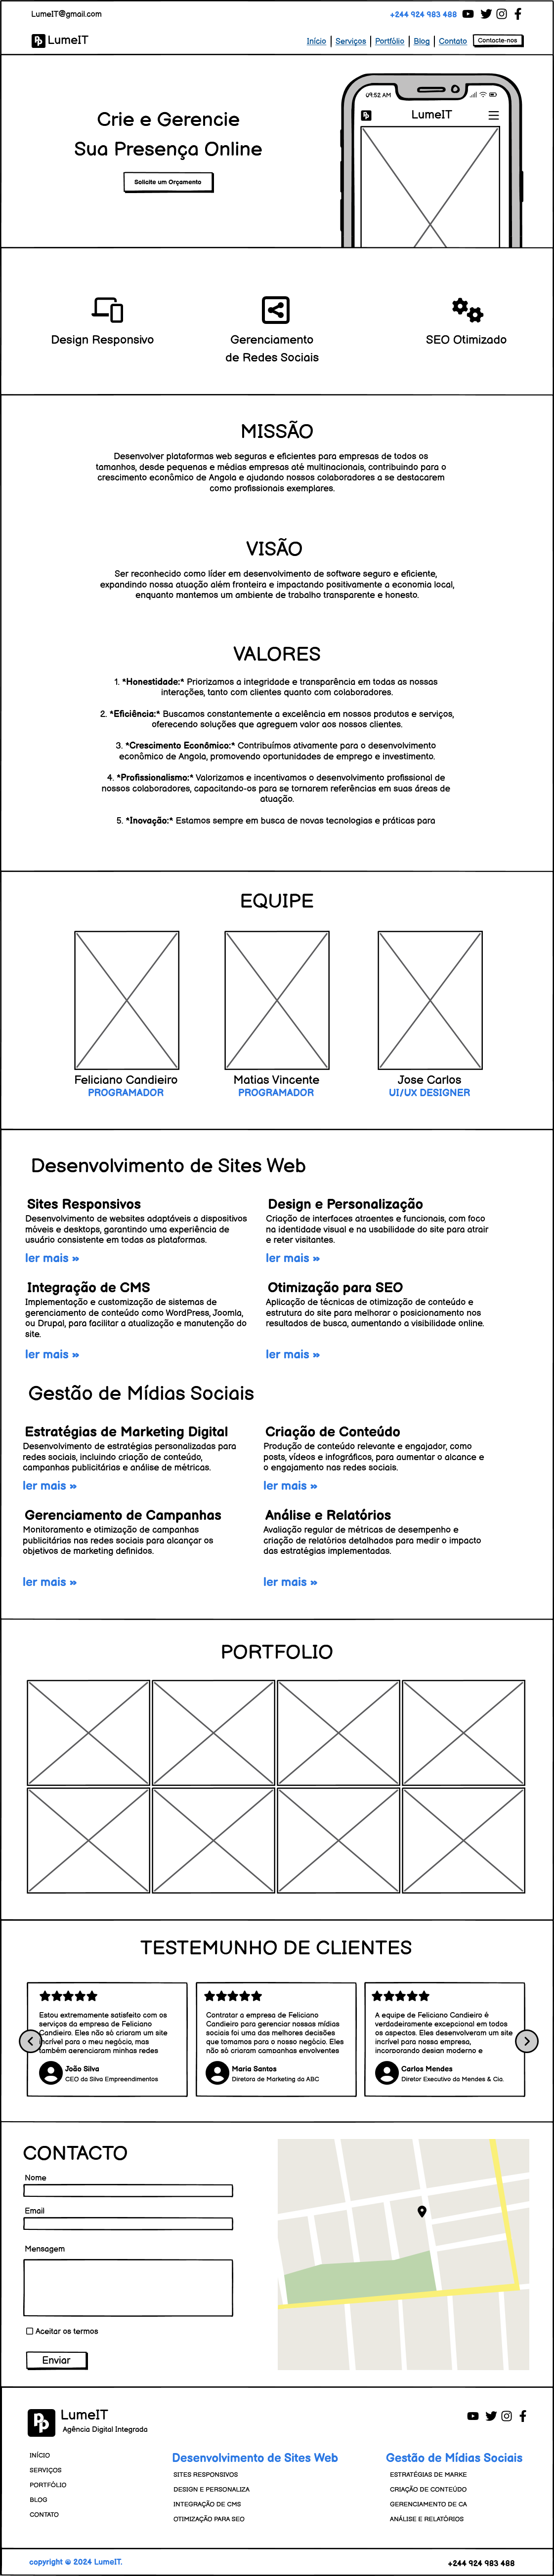 LumeIT@gmail.com
+244 924 983 488
LumeIT
Início
Serviços
Portfólio
Blog
Contato
Contacte-nos
Crie e Gerencie
Sua Presença Online
Solicite um Orçamento
09:52 AM
LumeIT
Design Responsivo
Gerenciamento
de Redes Sociais
SEO Otimizado
MISSÃO
Desenvolver plataformas web seguras e eficientes para empresas de todos os
tamanhos, desde pequenas e médias empresas até multinacionais, contribuindo para o
crescimento econômico de Angola e ajudando nossos colaboradores a se destacarem
como profissionais exemplares.
VISÃO
Ser reconhecido como líder em desenvolvimento de software seguro e eficiente,
expandindo nossa atuação além fronteira e impactando positivamente a economia local,
enquanto mantemos um ambiente de trabalho transparente e honesto.
VALORES
1. *Honestidade:* Priorizamos a integridade e transparência em todas as nossas
interações, tanto com clientes quanto com colaboradores.
2. *Eficiência:* Buscamos constantemente a excelência em nossos produtos e serviços,
oferecendo soluções que agreguem valor aos nossos clientes.
3. *Crescimento Econômico:* Contribuímos ativamente para o desenvolvimento
econômico de Angola, promovendo oportunidades de emprego e investimento.
4. *Profissionalismo:* Valorizamos e incentivamos o desenvolvimento profissional de
nossos colaboradores, capacitando-os para se tornarem referências em suas áreas de
atuação.
5. *Inovação:* Estamos sempre em busca de novas tecnologias e práticas para
EQUIPE
Feliciano Candieiro
PROGRAMADOR
Matias Vincente
PROGRAMADOR
Jose Carlos
UI/UX DESIGNER
Desenvolvimento de Sites Web
Sites Responsivos
Desenvolvimento de websites adaptáveis a dispositivos
móveis e desktops, garantindo uma experiência de
usuário consistente em todas as plataformas.
ler mais »
Design e Personalização
Criação de interfaces atraentes e funcionais, com foco
na identidade visual e na usabilidade do site para atrair
e reter visitantes.
ler mais »
Integração de CMS
Implementação e customização de sistemas de
gerenciamento de conteúdo como WordPress, Joomla,
ou Drupal, para facilitar a atualização e manutenção do
site.
ler mais »
Otimização para SEO
Aplicação de técnicas de otimização de conteúdo e
estrutura do site para melhorar o posicionamento nos
resultados de busca, aumentando a visibilidade online.
ler mais »
Gestão de Mídias Sociais
Estratégias de Marketing Digital
Desenvolvimento de estratégias personalizadas para
redes sociais, incluindo criação de conteúdo,
campanhas publicitárias e análise de métricas.
ler mais »
Criação de Conteúdo
Produção de conteúdo relevante e engajador, como
posts, vídeos e infográficos, para aumentar o alcance e
o engajamento nas redes sociais.
ler mais »
Gerenciamento de Campanhas
Monitoramento e otimização de campanhas
publicitárias nas redes sociais para alcançar os
objetivos de marketing definidos.
ler mais »
Análise e Relatórios
Avaliação regular de métricas de desempenho e
criação de relatórios detalhados para medir o impacto
das estratégias implementadas.
ler mais »
PORTFOLIO
TESTEMUNHO DE CLIENTES
Estou extremamente satisfeito com os
serviços da empresa de Feliciano
Candieiro. Eles não só criaram um site
incrível para o meu negócio, mas
também gerenciaram minhas redes
João Silva
CEO da Silva Empreendimentos
Contratar a empresa de Feliciano
Candieiro para gerenciar nossas mídias
sociais foi uma das melhores decisões
que tomamos para o nosso negócio. Eles
não só criaram campanhas envolventes
Maria Santos
Diretora de Marketing da ABC
A equipe de Feliciano Candieiro é
verdadeiramente excepcional em todos
os aspectos. Eles desenvolveram um site
incrível para nossa empresa,
incorporando design moderno e
Carlos Mendes
Diretor Executivo da Mendes & Cia.
CONTACTO
Nome
Email
Mensagem
Aceitar os termos
Enviar
LumeIT
Agência Digital Integrada
INÍCIO
SERVIÇOS
PORTFÓLIO
BLOG
CONTATO
Desenvolvimento de Sites Web
SITES RESPONSIVOS
DESIGN E PERSONALIZA
INTEGRAÇÃO DE CMS
OTIMIZAÇÃO PARA SEO
Gestão de Mídias Sociais
ESTRATÉGIAS DE MARKE
CRIAÇÃO DE CONTEÚDO
GERENCIAMENTO DE CA
ANÁLISE E RELATÓRIOS
copyright @ 2024 LumeIT.
+244 924 983 488